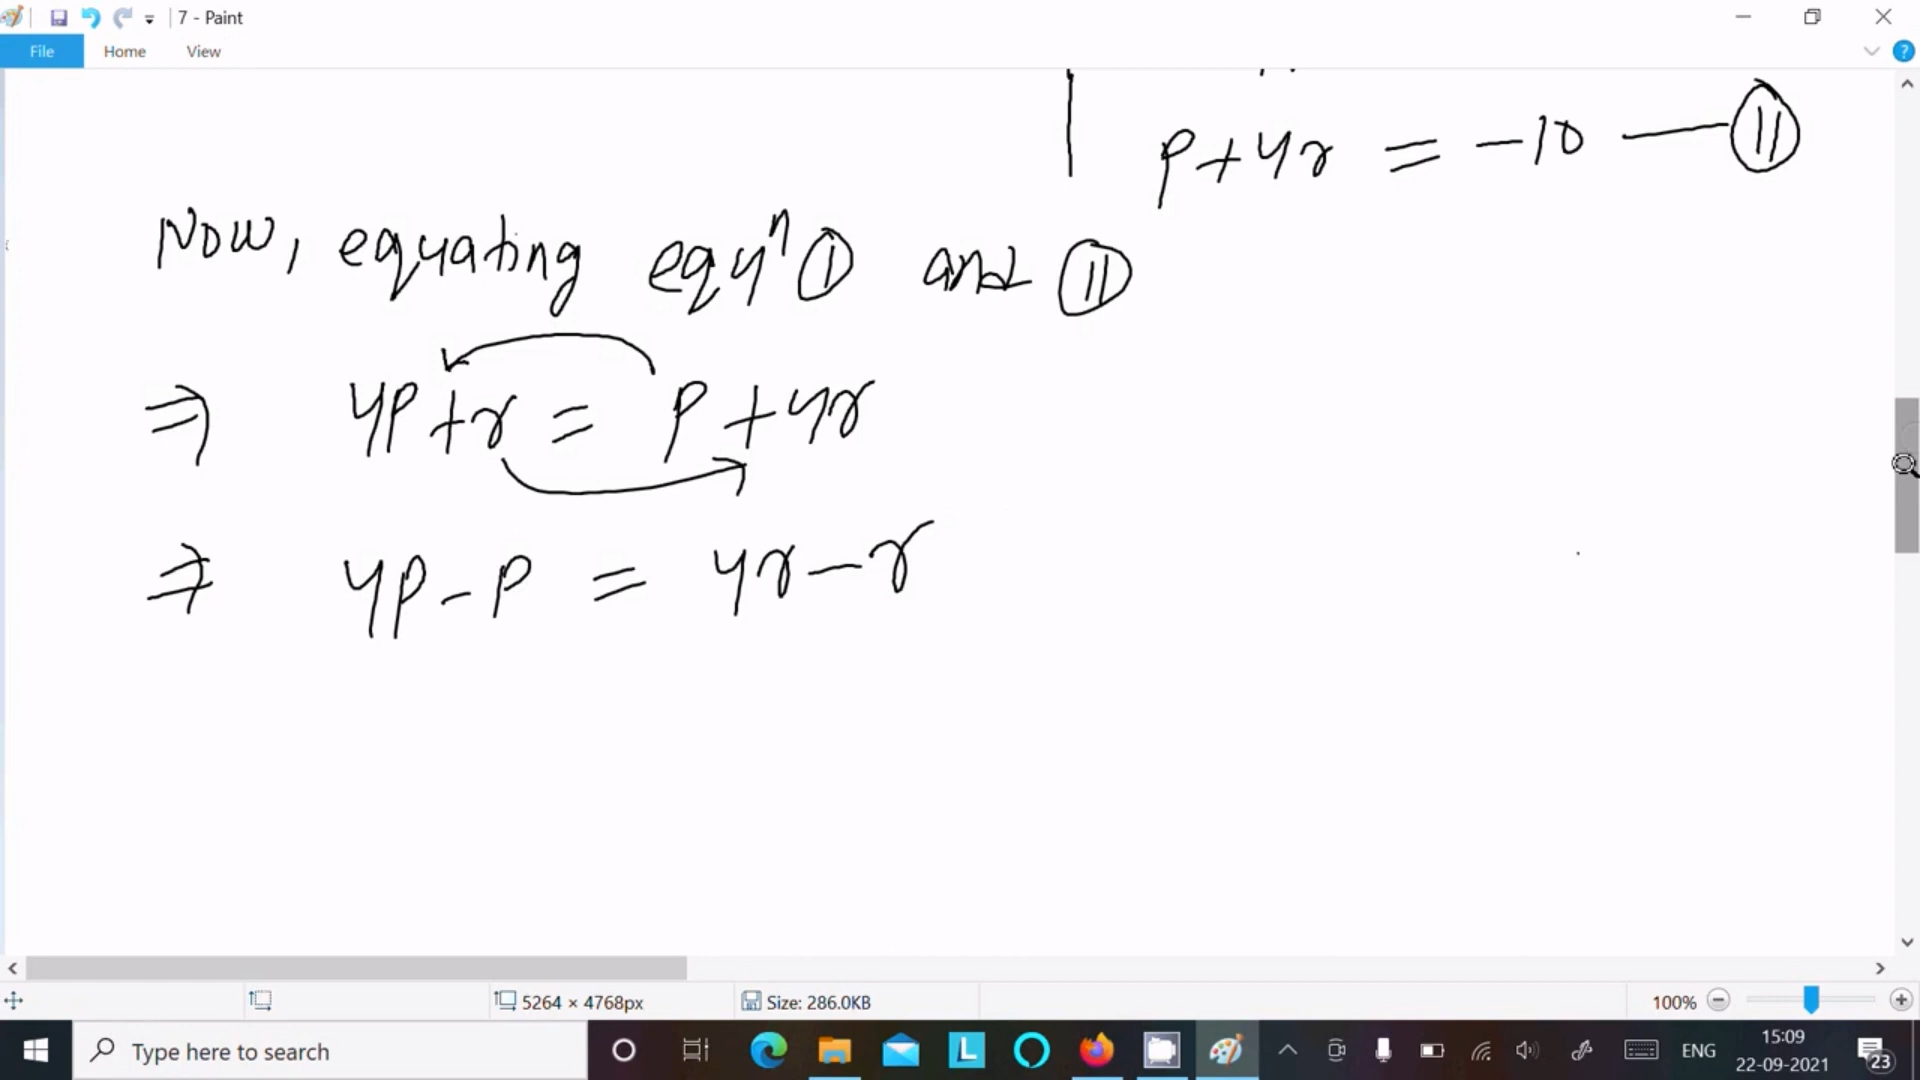 7 - Paint
File Home View
p+4r = -10 — II
Now, equating equⁿ I and II
⇒ 4p+r = p+4r
⇒ 4p-p = 4r-r
5264 × 4768px Size: 286.0KB 100%
Type here to search
ENG
15:09
22-09-2021
23